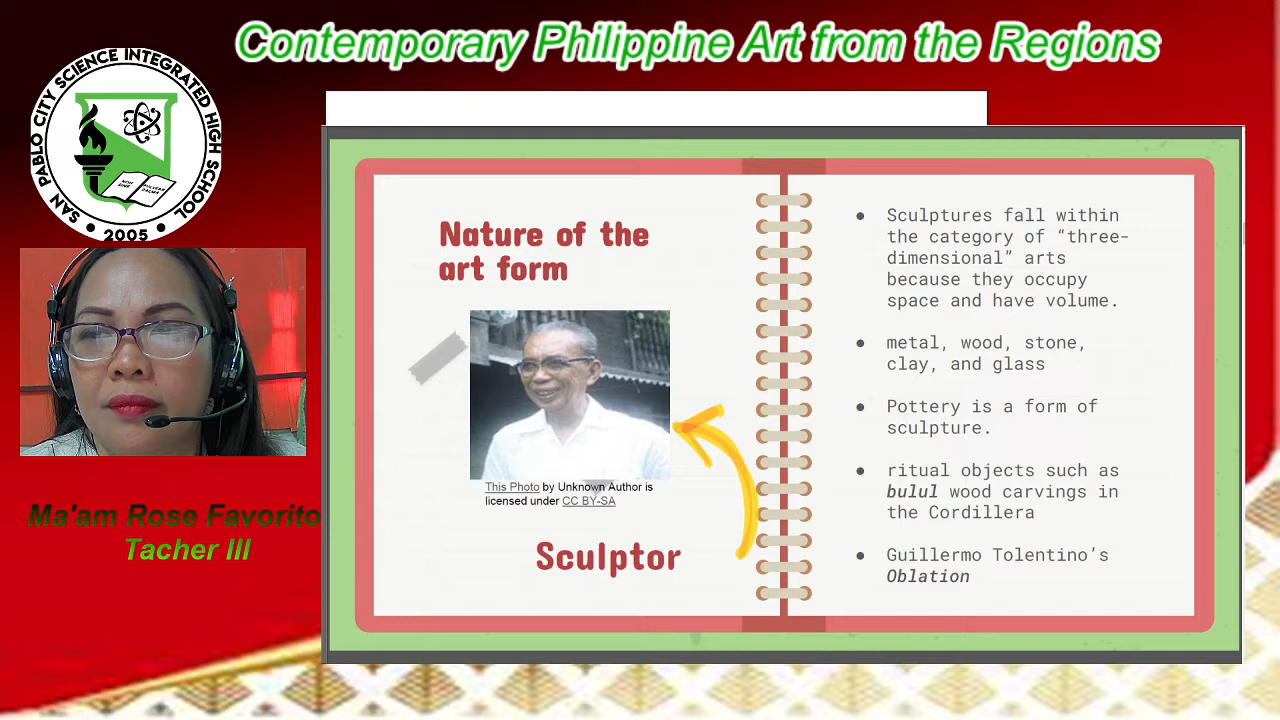 Contemporary Philippine Art from the Regions
SAN PABLO CITY SCIENCE INTEGRATED HIGH SCHOOL
• 2005 •
Ma'am Rose Favorito
Tacher III
Nature of the
art form
This Photo by Unknown Author is
licensed under CC BY-SA
Sculptor
● Sculptures fall within
the category of “three-
dimensional” arts
because they occupy
space and have volume.
● metal, wood, stone,
clay, and glass
● Pottery is a form of
sculpture.
● ritual objects such as
bulul wood carvings in
the Cordillera
● Guillermo Tolentino’s
Oblation